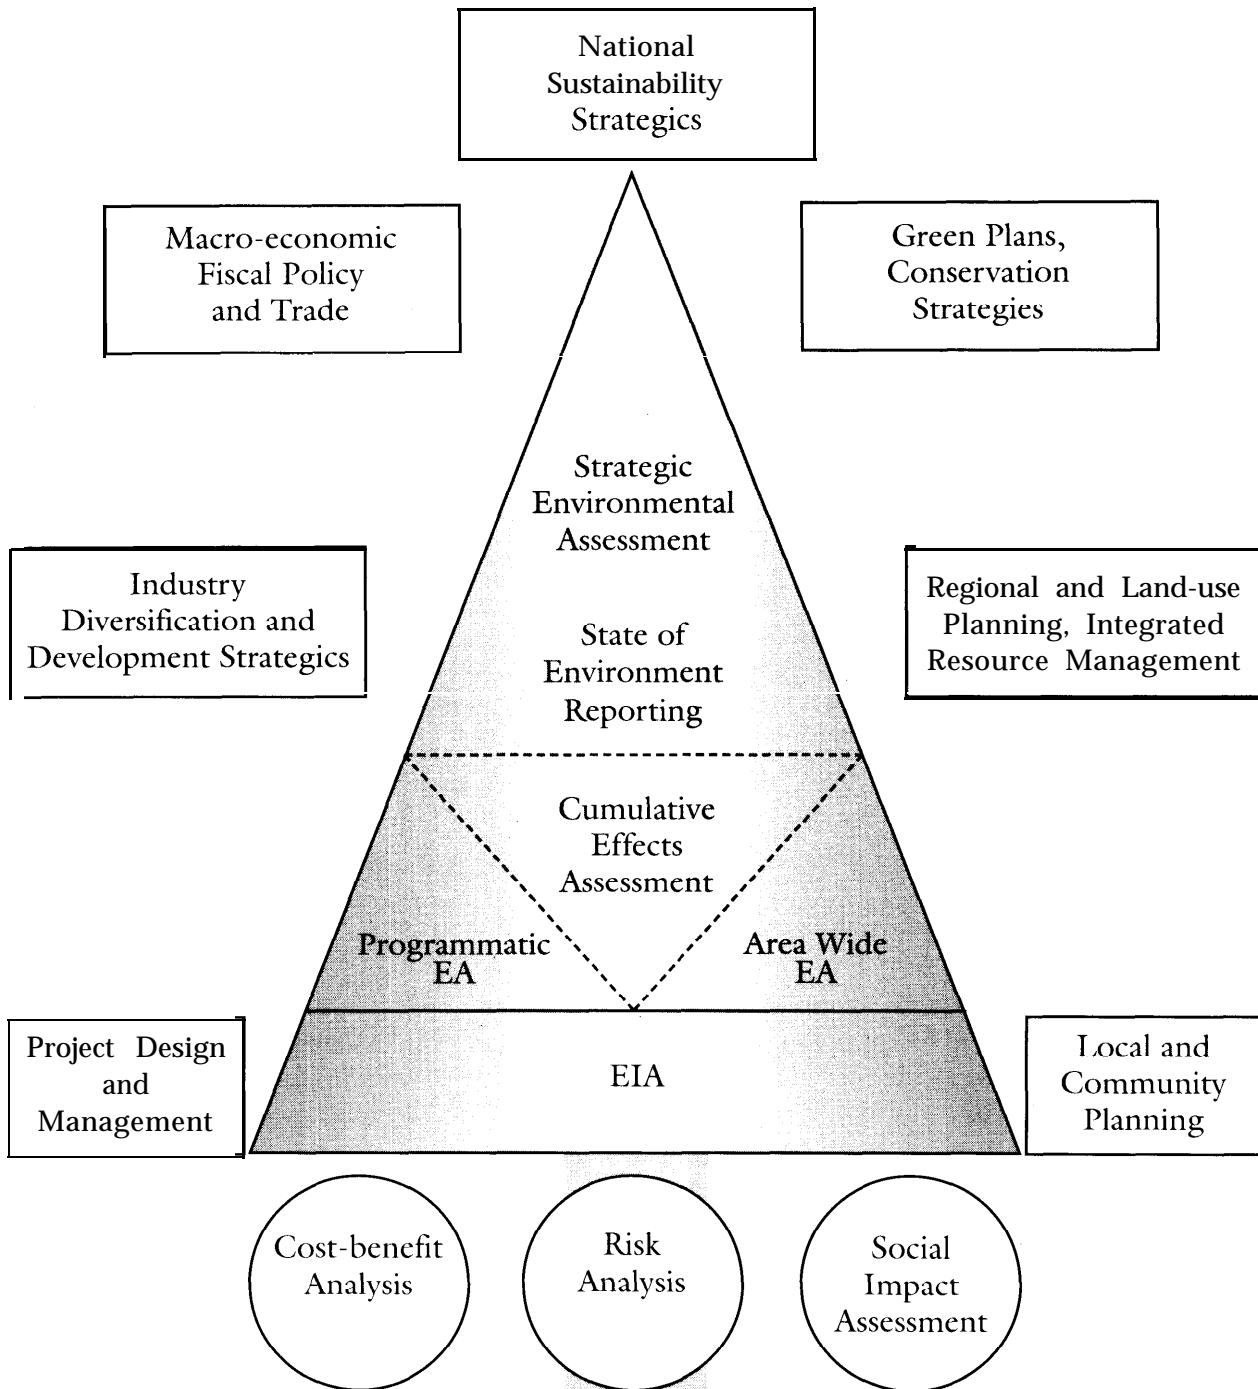 National
Sustainability
Strategics
Macro-economic
Fiscal Policy
and Trade
Green Plans,
Conservation
Strategies
Strategic
Environmental
Assessment
Industry
Diversification and
Development Strategics
State of
Environment
Reporting
Regional and Land-use
Planning, Integrated
Resource Management
Cumulative
Effects
Assessment
Programmatic
EA
Area Wide
EA
Project Design
and
Management
EIA
Local and
Community
Planning
Cost-benefit
Analysis
Risk
Analysis
Social
Impact
Assessment